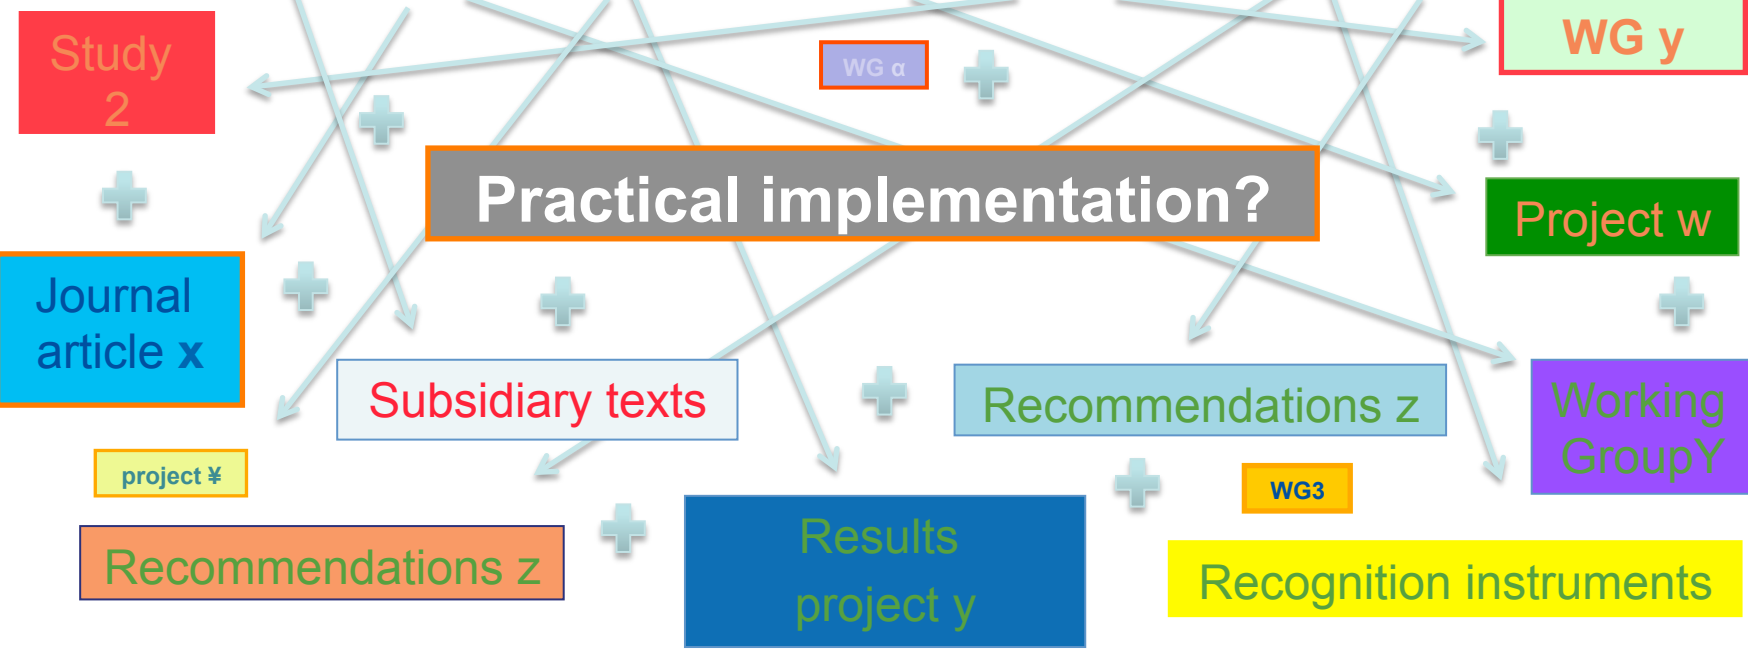 Study
2
WG α
WG y
Practical implementation?
Project w
Journal
article x
Subsidiary texts
Recommendations z
Working
GroupY
project ¥
WG3
Recommendations z
Results
project y
Recognition instruments